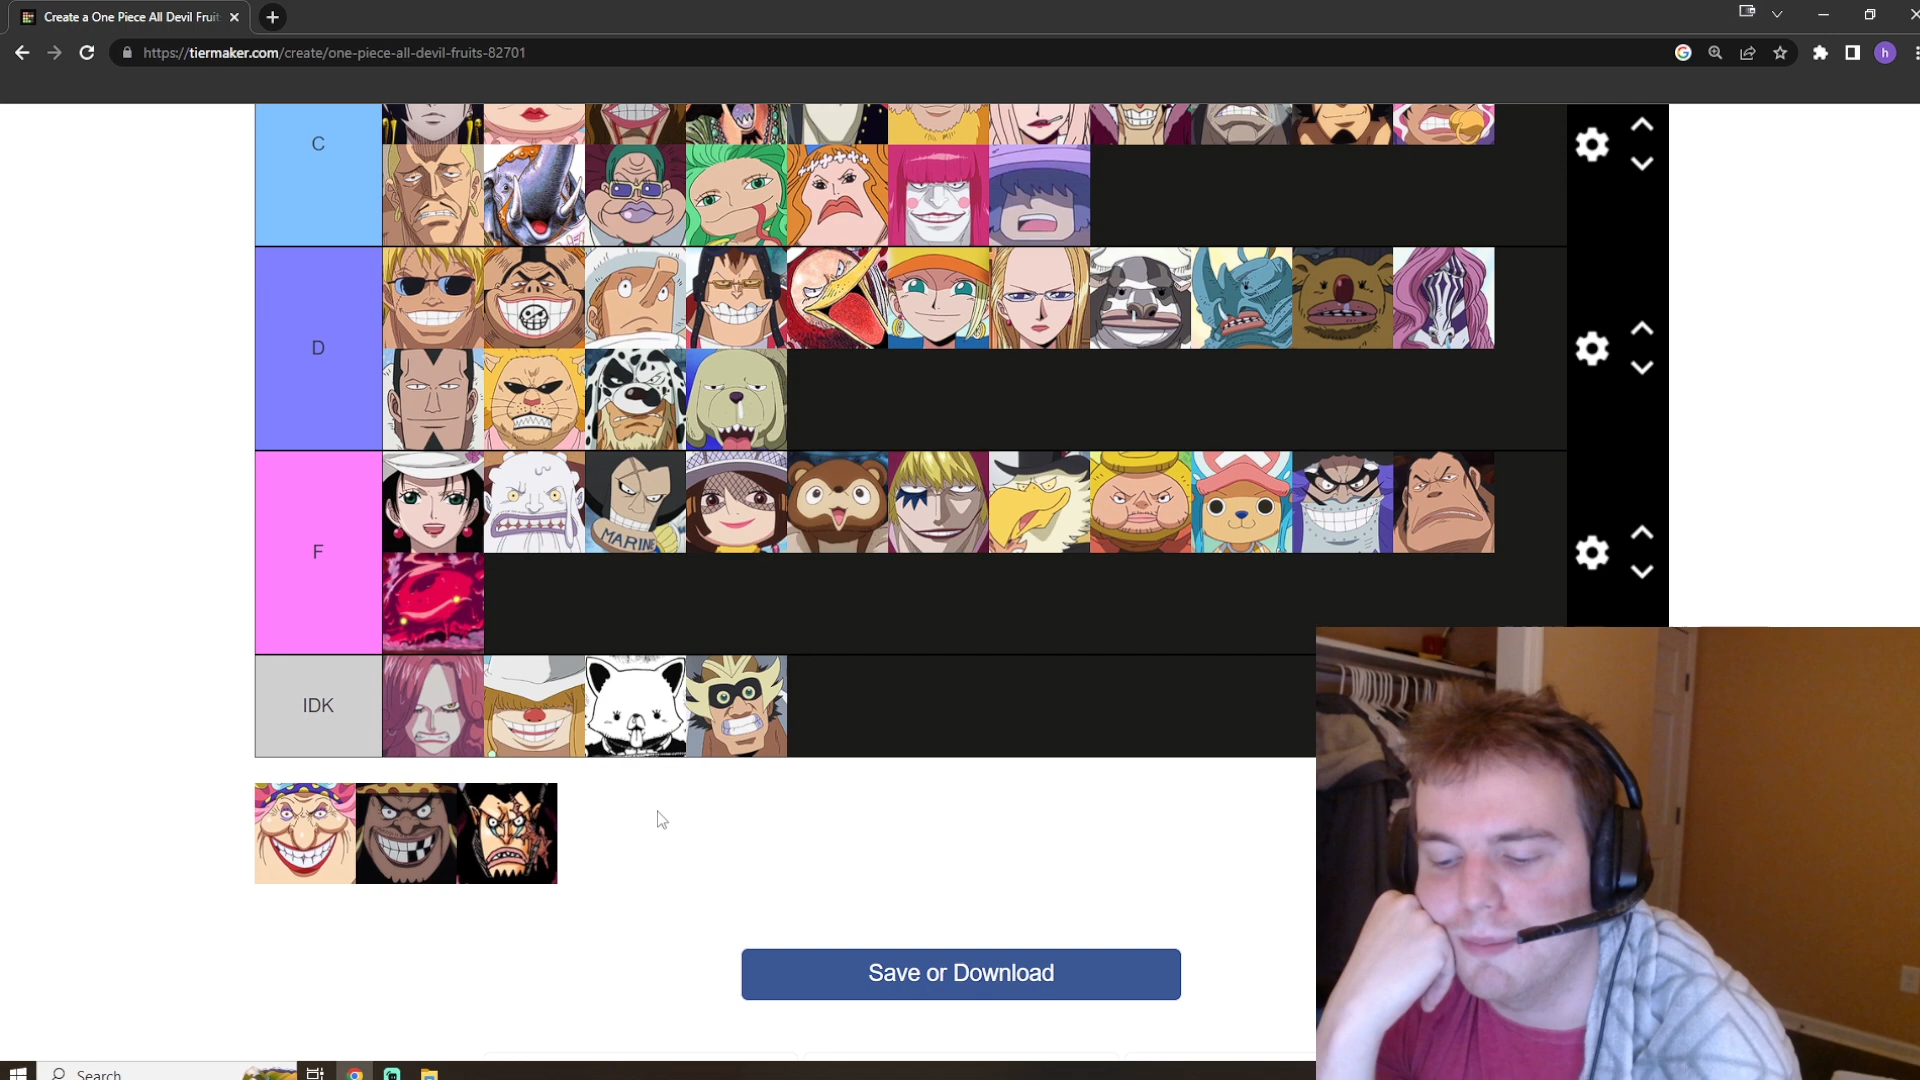 Create a One Piece All Devil Fruit
https://tiermaker.com/create/one-piece-all-devil-fruits-82701
h
C
D
F
MARINE
IDK
Save or Download
Search